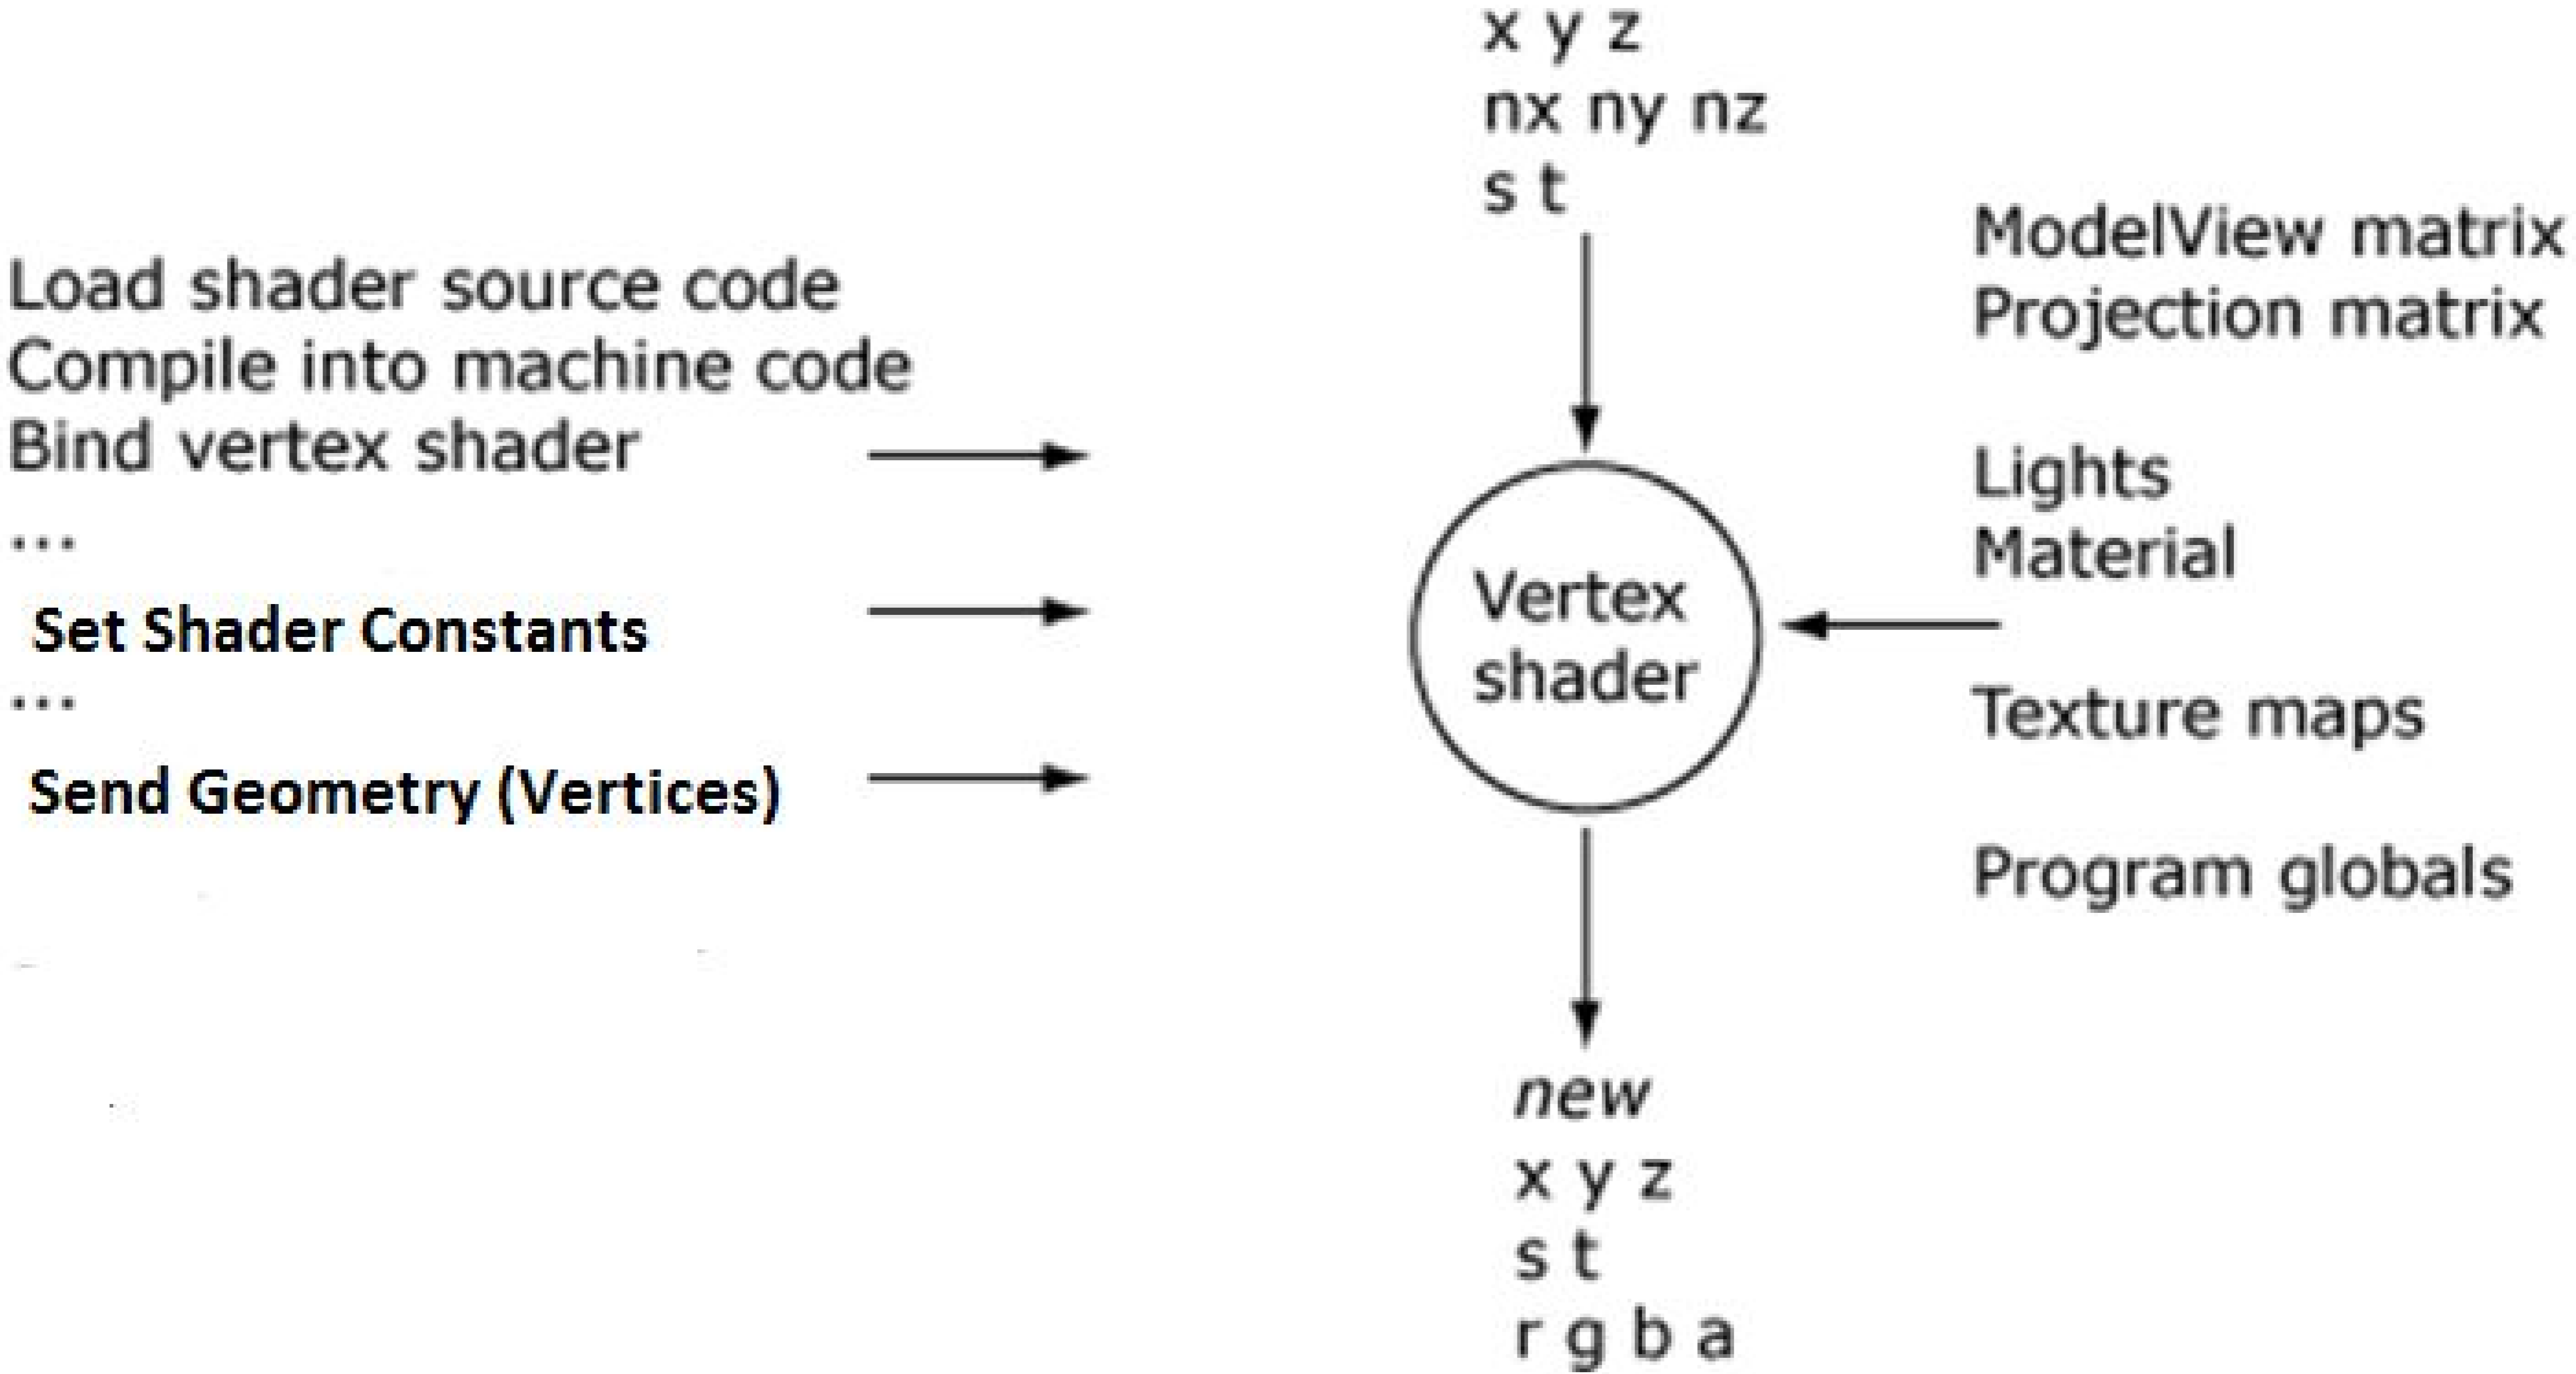 x y z
nx ny nz
s t
Load shader source code
Compile into machine code
Bind vertex shader
...
Set Shader Constants
...
Send Geometry (Vertices)
Vertex
shader
ModelView matrix
Projection matrix
Lights
Material
Texture maps
Program globals
new
x y z
s t
r g b a